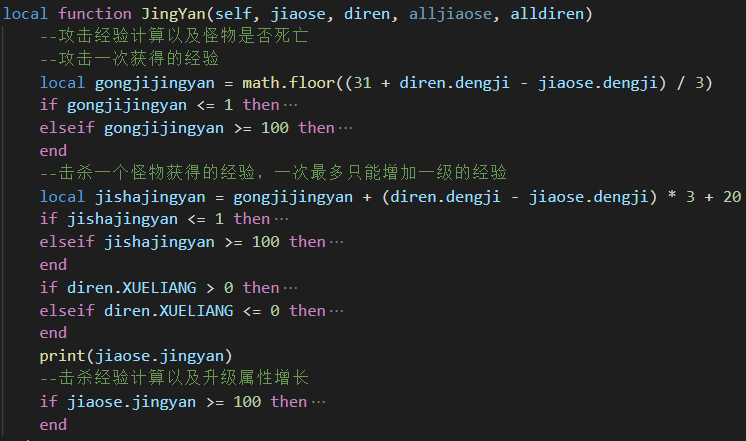 local function JingYan(self, jiaose, diren, alljiaose, alldiren)
--攻击经验计算以及怪物是否死亡
--攻击一次获得的经验
local gongjijingyan = math.floor((31 + diren.dengji - jiaose.dengji) / 3)
if gongjijingyan <= 1 then…
elseif gongjijingyan >= 100 then…
end
--击杀一个怪物获得的经验，一次最多只能增加一级的经验
local jishajingyan = gongjijingyan + (diren.dengji - jiaose.dengji) * 3 + 20
if jishajingyan <= 1 then…
elseif jishajingyan >= 100 then…
end
if diren.XUELIANG > 0 then…
elseif diren.XUELIANG <= 0 then…
end
print(jiaose.jingyan)
--击杀经验计算以及升级属性增长
if jiaose.jingyan >= 100 then…
end